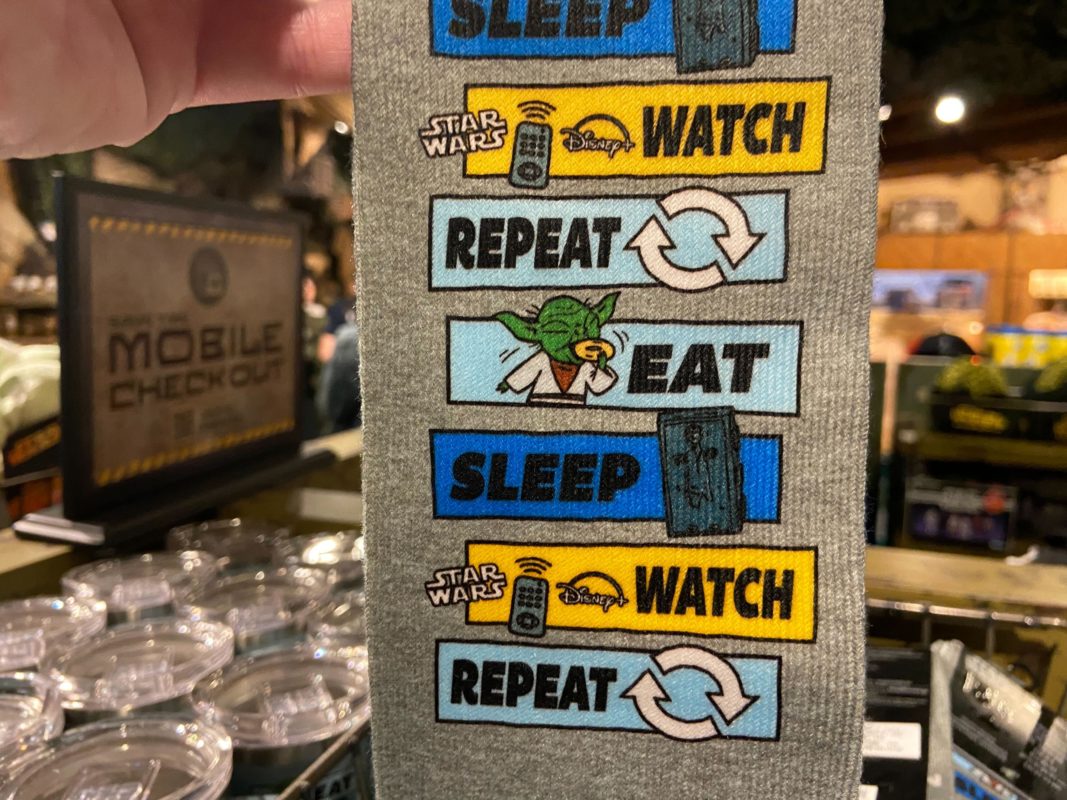 SLEEP
STAR WARS Disney+ WATCH
REPEAT
EAT
SLEEP
STAR WARS Disney+ WATCH
REPEAT
MOBILE
CHECKOUT